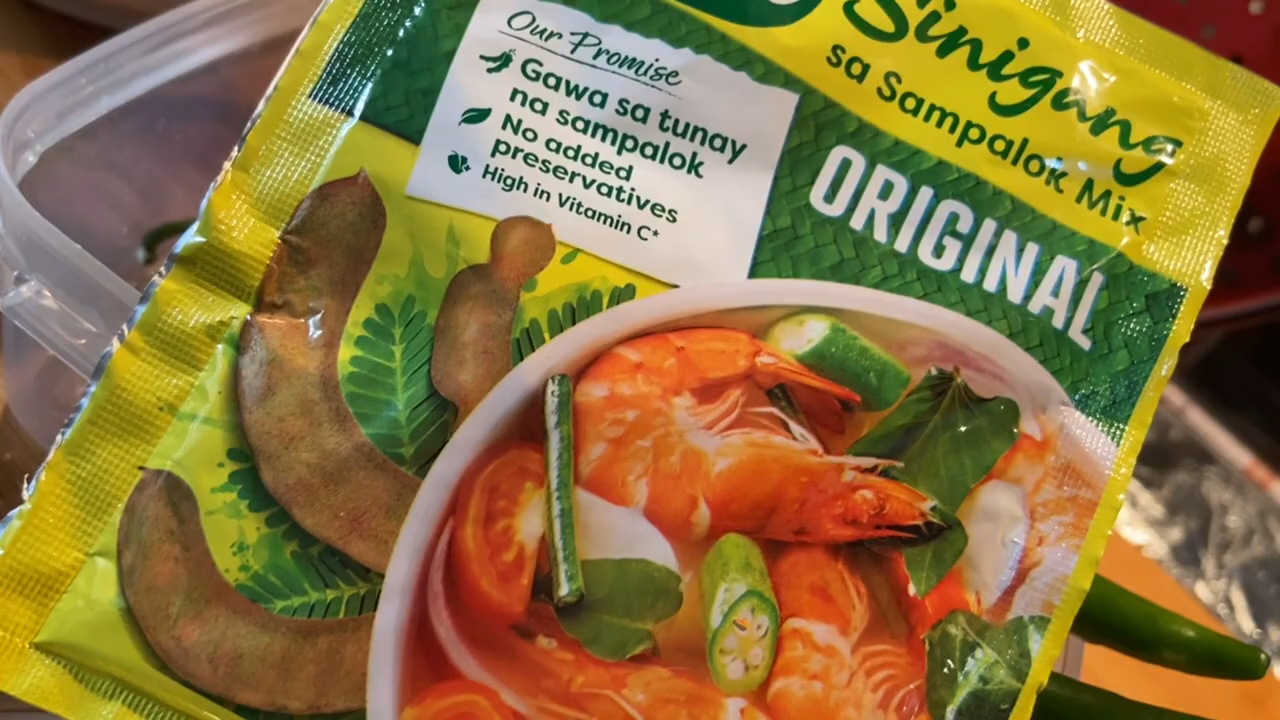 Our Promise
Gawa sa tunay
na sampalok
No added
preservatives
High in Vitamin C*
Sinigang
sa Sampalok Mix
ORIGINAL